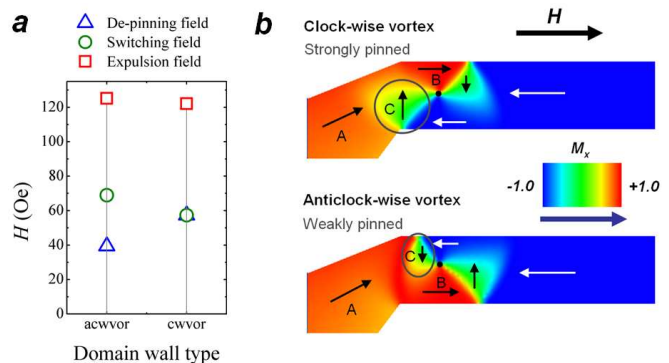 a
De-pinning field
Switching field
Expulsion field
H (Oe)
120
100
80
60
40
20
0
acwvor
cwvor
Domain wall type
b
Clock-wise vortex
Strongly pinned
H
B
C
A
Mx
-1.0
+1.0
Anticlock-wise vortex
Weakly pinned
C
B
A